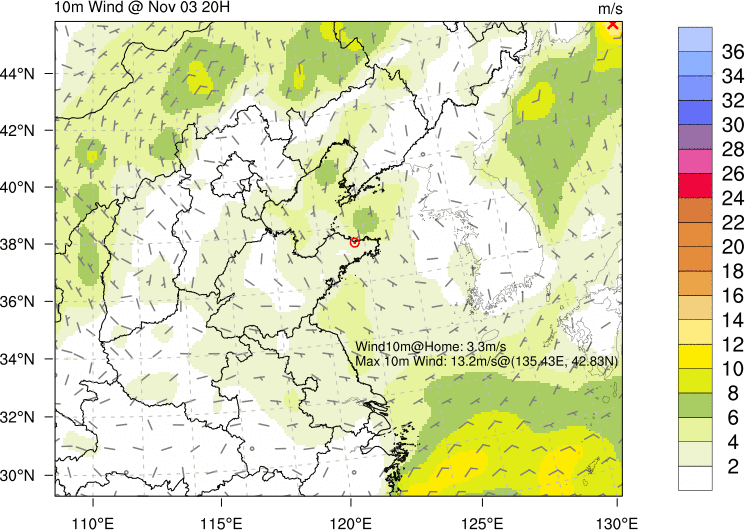 10m Wind @ Nov 03 20H
m/s
44°N
42°N
40°N
38°N
36°N
34°N
32°N
30°N
110°E
115°E
120°E
125°E
130°E
Wind10m@Home: 3.3m/s
Max 10m Wind: 13.2m/s@(135.43E, 42.83N)
36
34
32
30
28
26
24
22
20
18
16
14
12
10
8
6
4
2